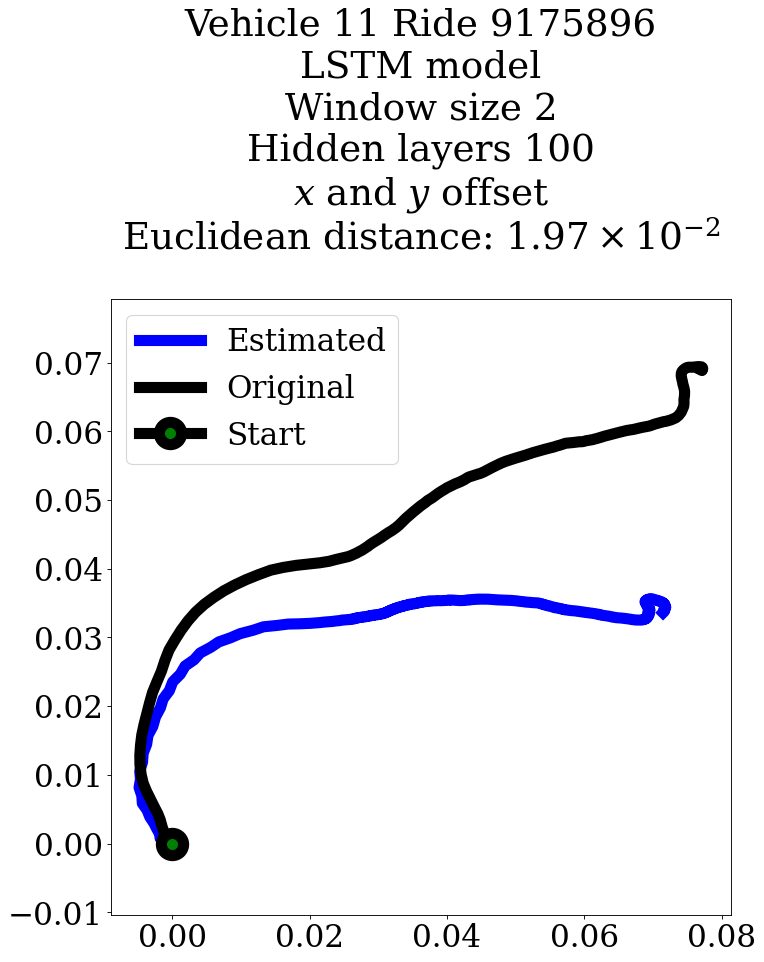 Vehicle 11 Ride 9175896
LSTM model
Window size 2
Hidden layers 100
x and y offset
Euclidean distance: 1.97 × 10⁻²
Estimated
Original
Start
0.07
0.06
0.05
0.04
0.03
0.02
0.01
0.00
−0.01
0.00 0.02 0.04 0.06 0.08